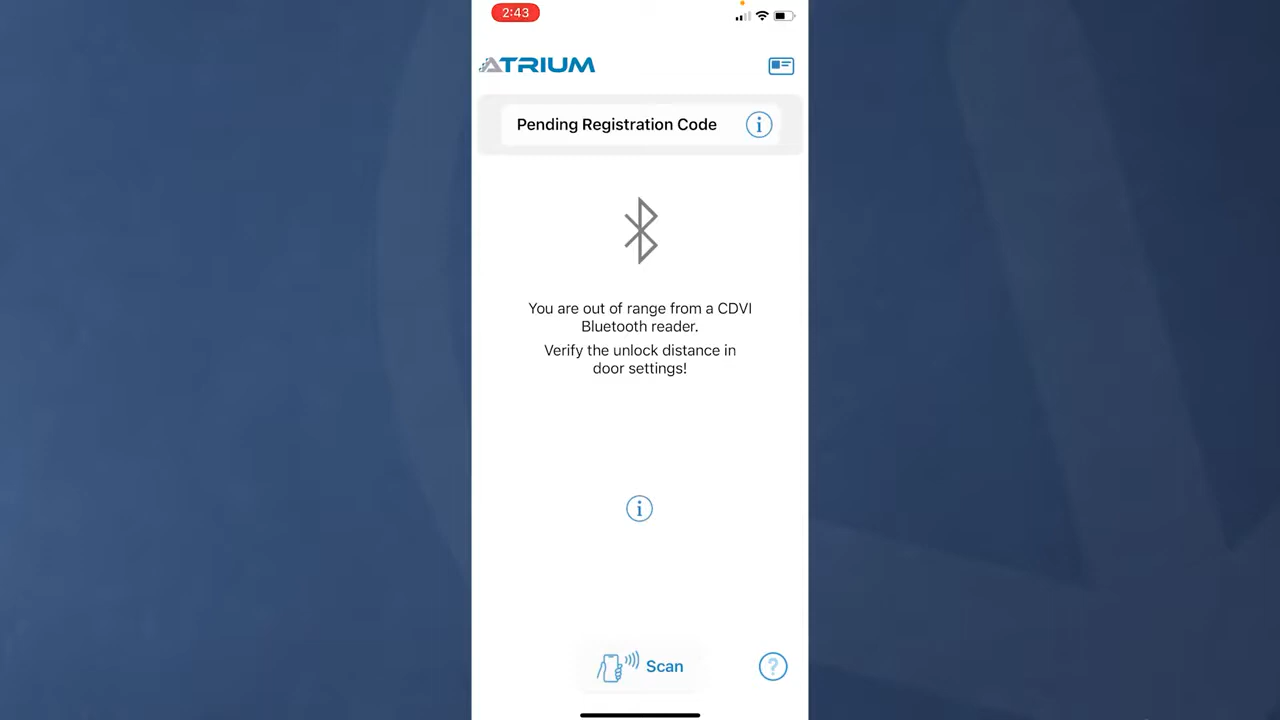 2:43
ATRIUM
Pending Registration Code
You are out of range from a CDVI
Bluetooth reader.
Verify the unlock distance in
door settings!
Scan